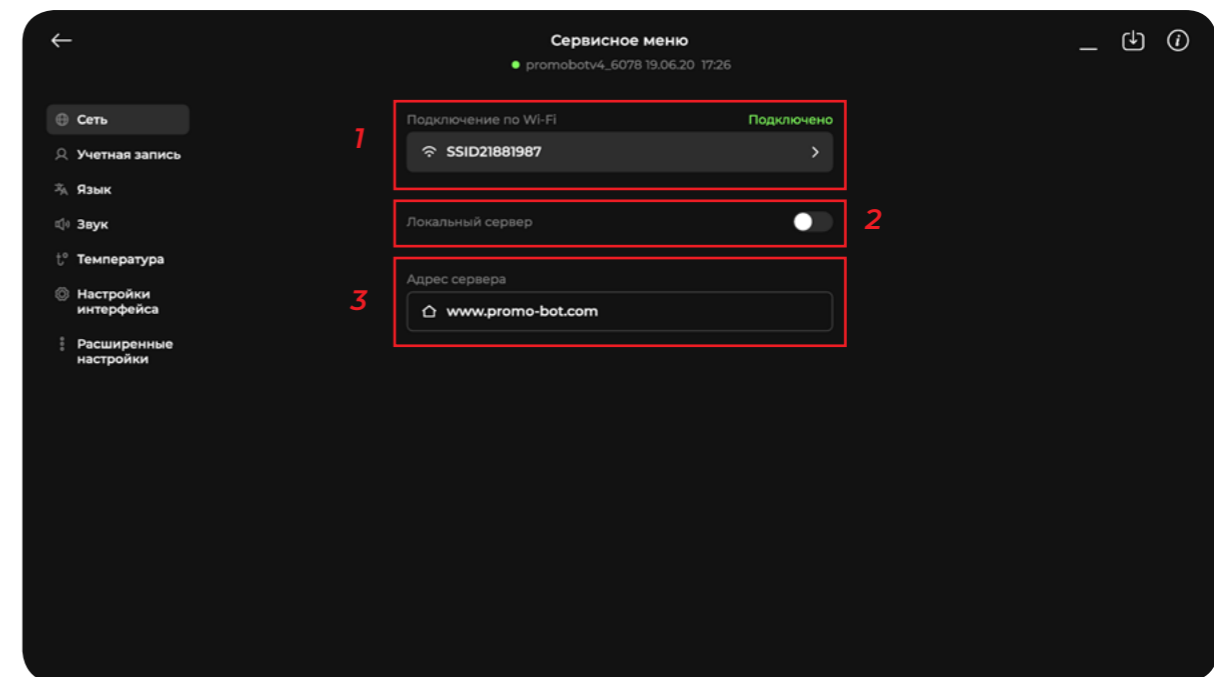 Сервисное меню
promobotv4_6078 19.06.20 17:26
Сеть
Учетная запись
Язык
Звук
Температура
Настройки
интерфейса
Расширенные
настройки
1
Подключение по Wi-Fi Подключено
SSID21881987
Локальный сервер
2
3
Адрес сервера
www.promo-bot.com